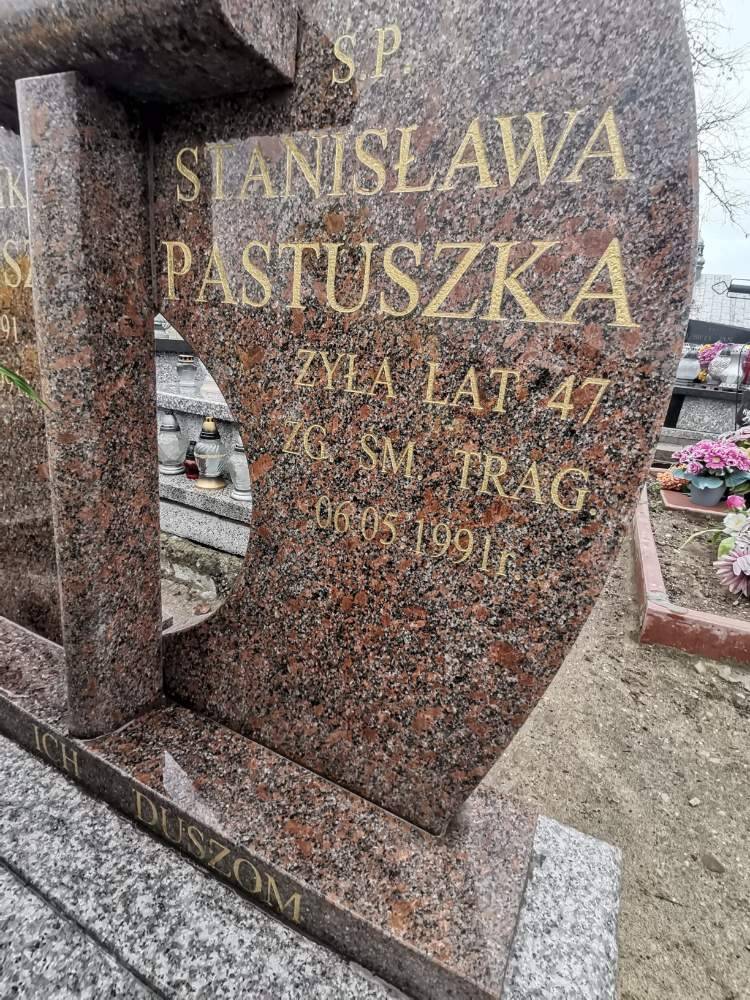 Ś.P.
STANISŁAWA
PASTUSZKA
ŻYŁA LAT 47
ZG. ŚM. TRAG.
06.05.1991r.
ICH DUSZOM